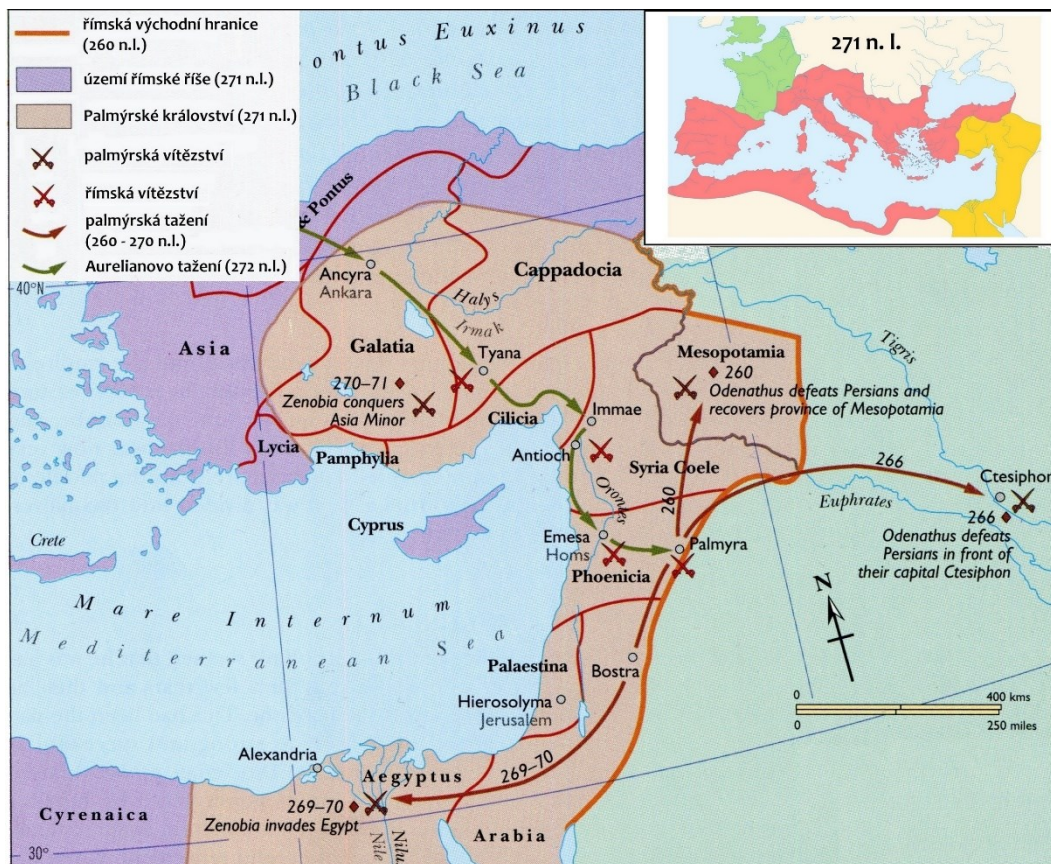 římská východní hranice
(260 n.l.)
území římské říše (271 n.l.)
Palmýrské království (271 n.l.)
palmýrská vítězství
římská vítězství
palmýrská tažení
(260 - 270 n.l.)
Aurelianovo tažení (272 n.l.)
ontus Euxinus
Black Sea
271 n. l.
& Pontus
40°N
Ancyra
Ankara
Cappadocia
Halys
Irmak
Asia
Galatia
Tyana
270–71
Zenobia conquers
Asia Minor
Mesopotamia
260
Odenathus defeats Persians and
recovers province of Mesopotamia
Tigris
Cilicia
Immae
Lycia
Pamphylia
Antioch
Syria Coele
Orontes
260
266
Ctesiphon
Euphrates
266
Odenathus defeats
Persians in front of
their capital Ctesiphon
Cyprus
Crete
Emesa
Homs
Palmyra
Phoenicia
N
Mare Internum
Mediterranean Sea
Palaestina
Bostra
Hierosolyma
Jerusalem
0 400 kms
0 250 miles
Alexandria
Aegyptus
269–70
269–70
Zenobia invades Egypt
Cyrenaica
Nile
Nilus
Arabia
30°